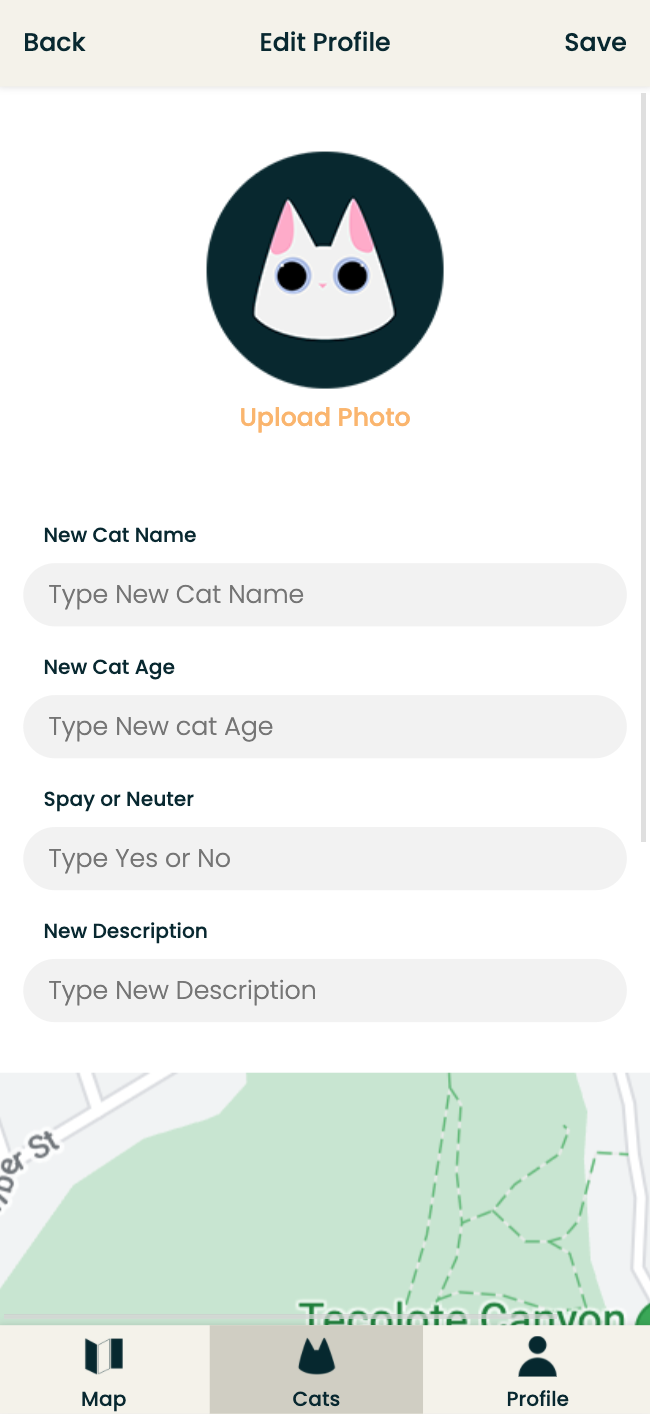 Back
Edit Profile
Save
Upload Photo
New Cat Name
Type New Cat Name
New Cat Age
Type New cat Age
Spay or Neuter
Type Yes or No
New Description
Type New Description
St
Tecolote Canyon
Map
Cats
Profile